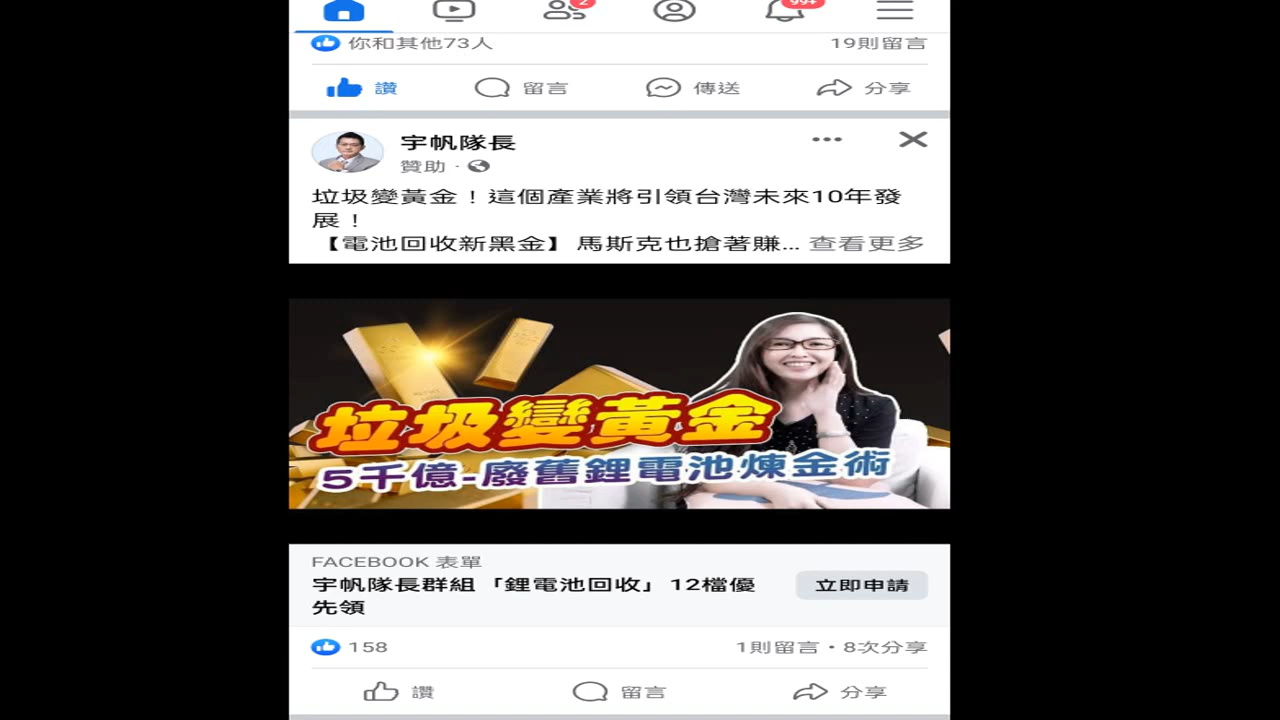 2
99+
你和其他73人
19則留言
讚
留言
傳送
分享
宇帆隊長
贊助 ·
垃圾變黃金！這個產業將引領台灣未來10年發
展！
【電池回收新黑金】馬斯克也搶著賺... 查看更多
垃圾變黃金
5千億-廢舊鋰電池煉金術
FACEBOOK 表單
宇帆隊長群組「鋰電池回收」12檔優
先領
立即申請
158
1則留言 · 8次分享
讚
留言
分享